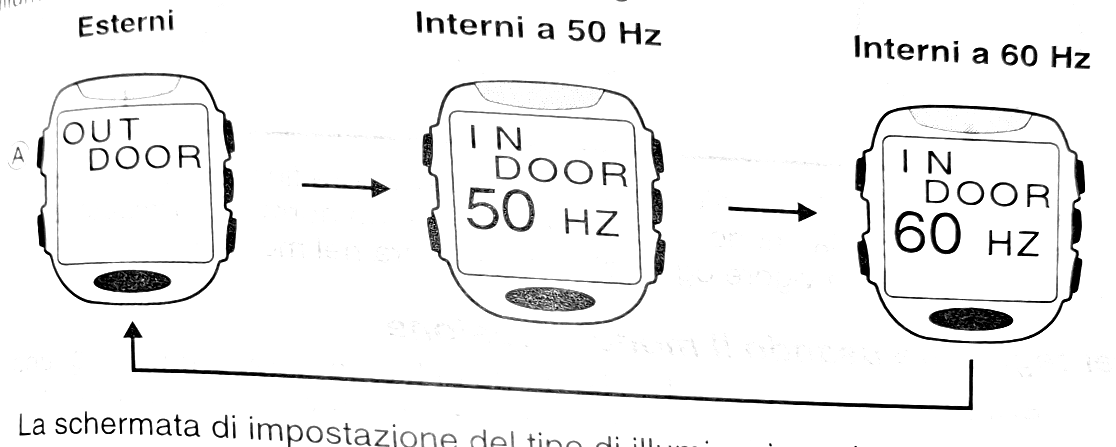 Esterni
Interni a 50 Hz
Interni a 60 Hz
A
OUT
DOOR
IN
DOOR
50 HZ
IN
DOOR
60 HZ
La schermata di impostazione del tipo di